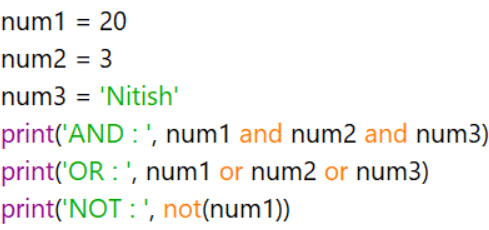 num1 = 20
num2 = 3
num3 = 'Nitish'
print('AND : ', num1 and num2 and num3)
print('OR : ', num1 or num2 or num3)
print('NOT : ', not(num1))